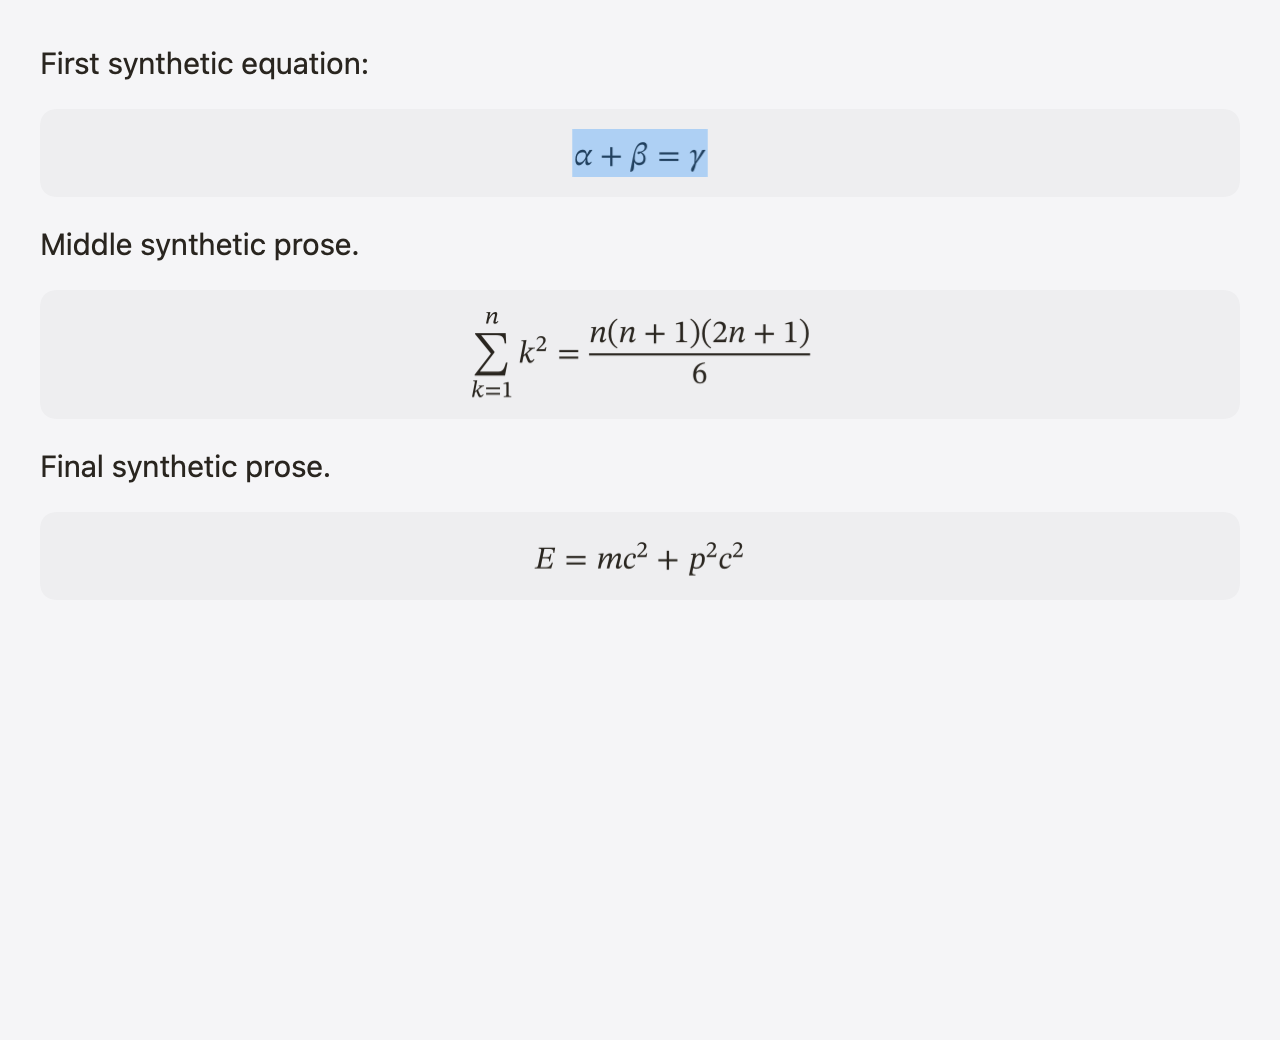 First synthetic equation:
α + β = γ
Middle synthetic prose.
n
∑ k² = n(n + 1)(2n + 1)
k=1
6
Final synthetic prose.
E = mc² + p²c²